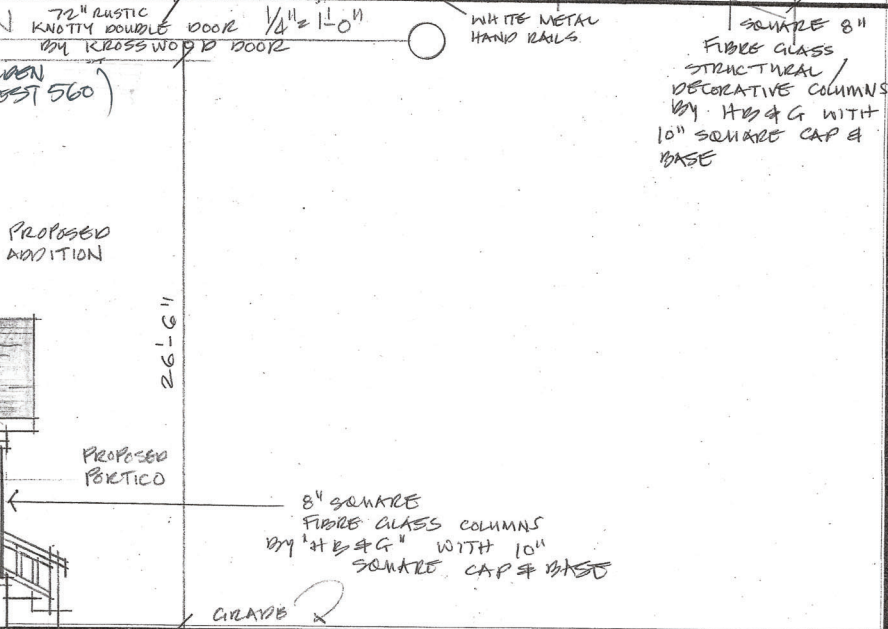 72" RUSTIC
KNOTTY DOUBLE DOOR 1/4" = 1'-0"
BY KROSSWOOD DOOR
560)
WHITE METAL
HAND RAILS
SQUARE 8"
FIBRE GLASS
STRUCTURAL
DECORATIVE COLUMNS
BY HB & G WITH
10" SQUARE CAP &
BASE
PROPOSED
ADDITION
26'-6"
PROPOSED
PORTICO
8" SQUARE
FIBRE GLASS COLUMNS
BY "HB & G" WITH 10"
SQUARE CAP & BASE
GRADE